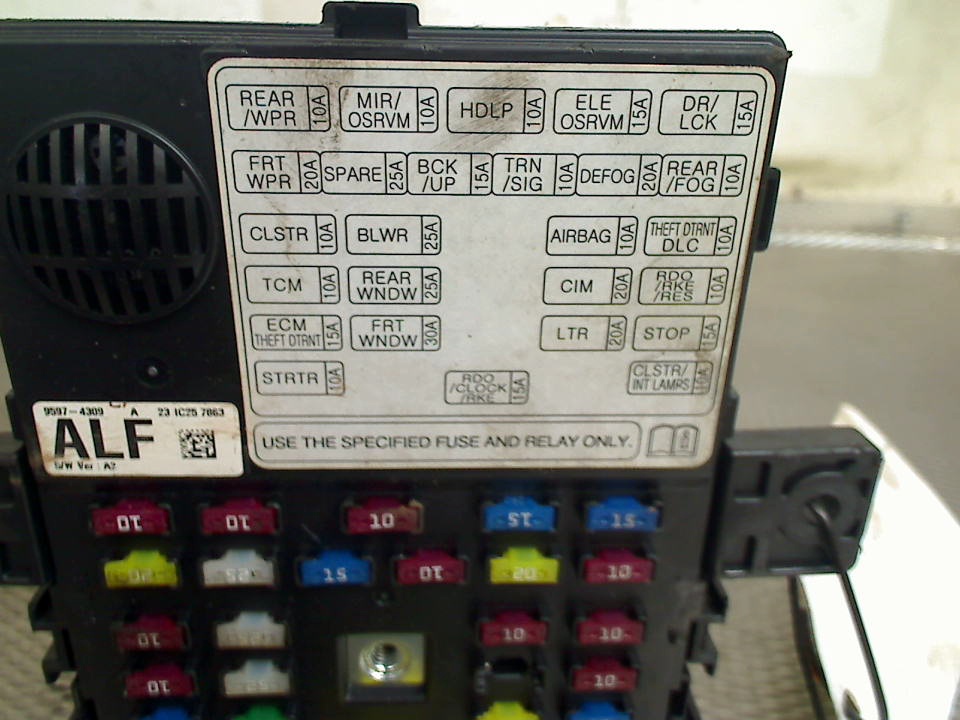 REAR /WPR 10A MIR/ OSRVM 10A HDLP 10A ELE OSRVM 15A DR/ LCK 15A
FRT WPR 20A SPARE 25A BCK /UP 15A TRN /SIG 10A DEFOG 20A REAR /FOG 10A
CLSTR 10A BLWR 25A AIRBAG 10A THEFT DTRNT DLC 10A
TCM 10A REAR WNDW 25A CIM 20A RDO /RKE /RES 10A
ECM THEFT DTRNT 15A FRT WNDW 30A LTR 20A STOP 15A
STRTR 10A RDO /CLOCK /RKE 15A CLSTR/ INT LAMPS 10A
USE THE SPECIFIED FUSE AND RELAY ONLY.
9597-4309 A 23 1C25 7863
ALF
S/W Ver : A2
10 10 10 15 15
20 25 15 10 20 10
10 25 10 10
10 25 10